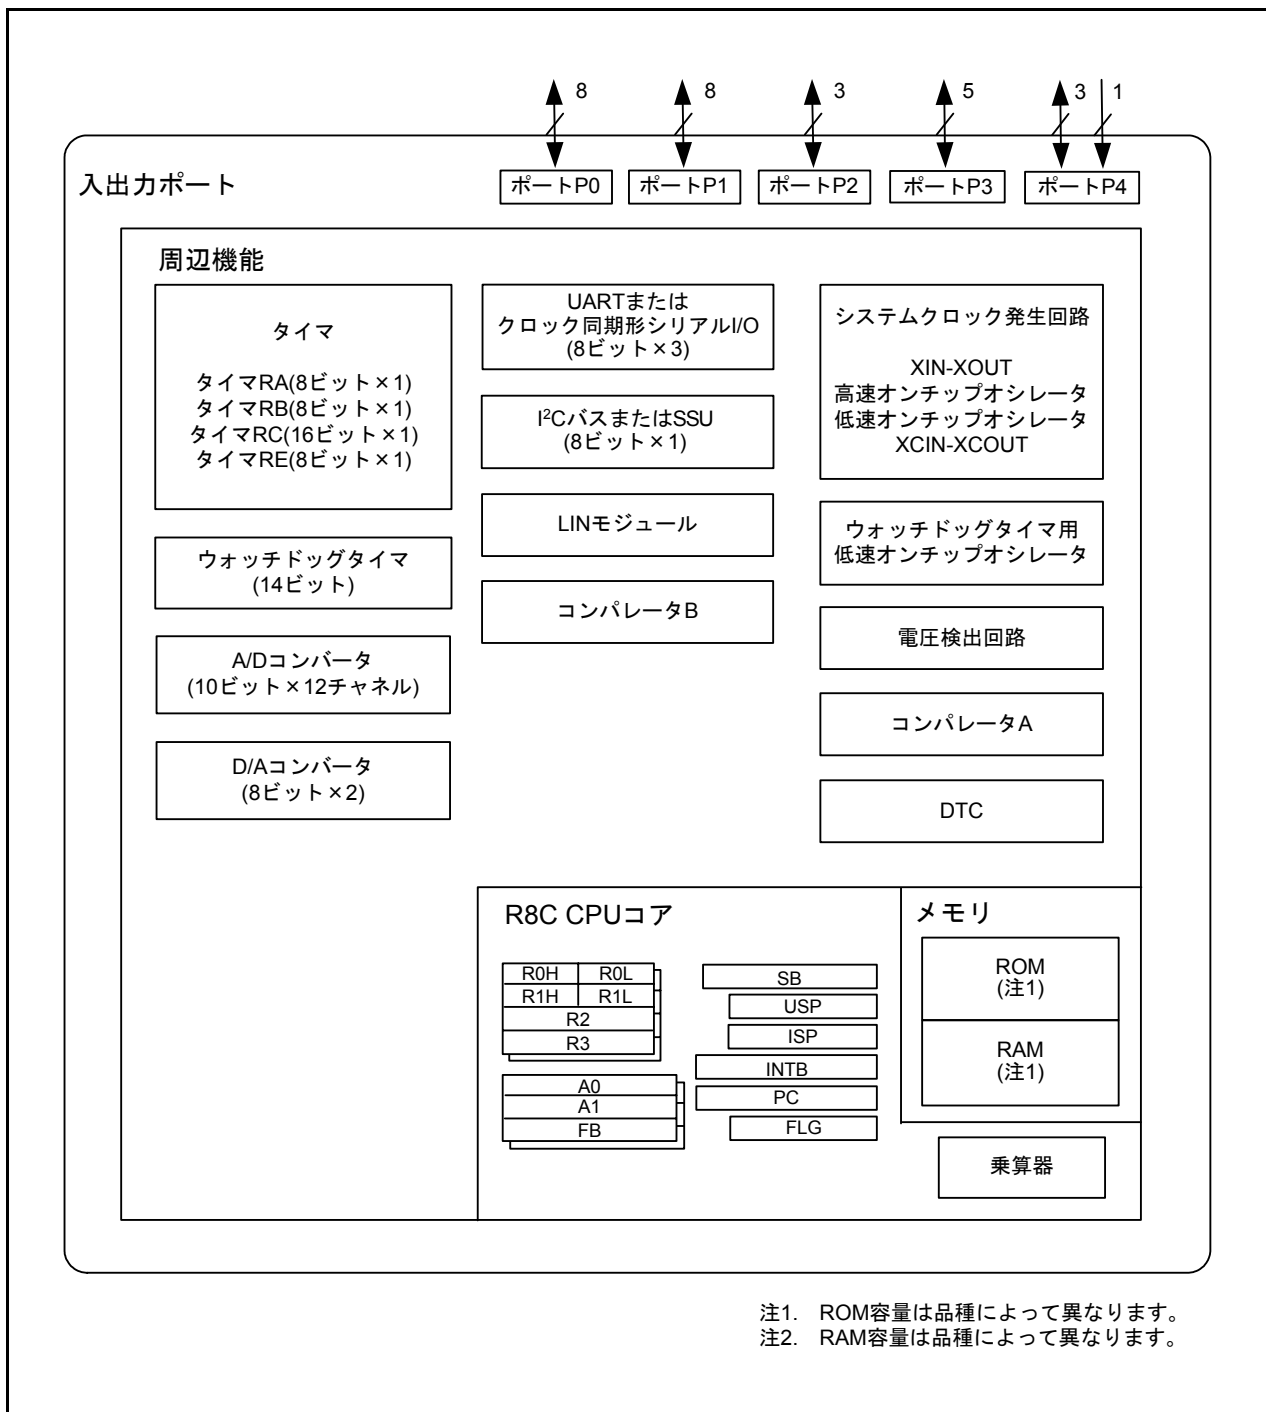 8
8
3
5
3
1
入出力ポート
ポートP0
ポートP1
ポートP2
ポートP3
ポートP4
周辺機能
タイマ
タイマRA(8ビット×1)
タイマRB(8ビット×1)
タイマRC(16ビット×1)
タイマRE(8ビット×1)
ウォッチドッグタイマ
(14ビット)
A/Dコンバータ
(10ビット×12チャネル)
D/Aコンバータ
(8ビット×2)
UARTまたは
クロック同期形シリアルI/O
(8ビット×3)
I²CバスまたはSSU
(8ビット×1)
LINモジュール
コンパレータB
システムクロック発生回路
XIN-XOUT
高速オンチップオシレータ
低速オンチップオシレータ
XCIN-XCOUT
ウォッチドッグタイマ用
低速オンチップオシレータ
電圧検出回路
コンパレータA
DTC
R8C CPUコア
R0H
R0L
R1H
R1L
R2
R3
A0
A1
FB
SB
USP
ISP
INTB
PC
FLG
メモリ
ROM
(注1)
RAM
(注1)
乗算器
注1. ROM容量は品種によって異なります。
注2. RAM容量は品種によって異なります。